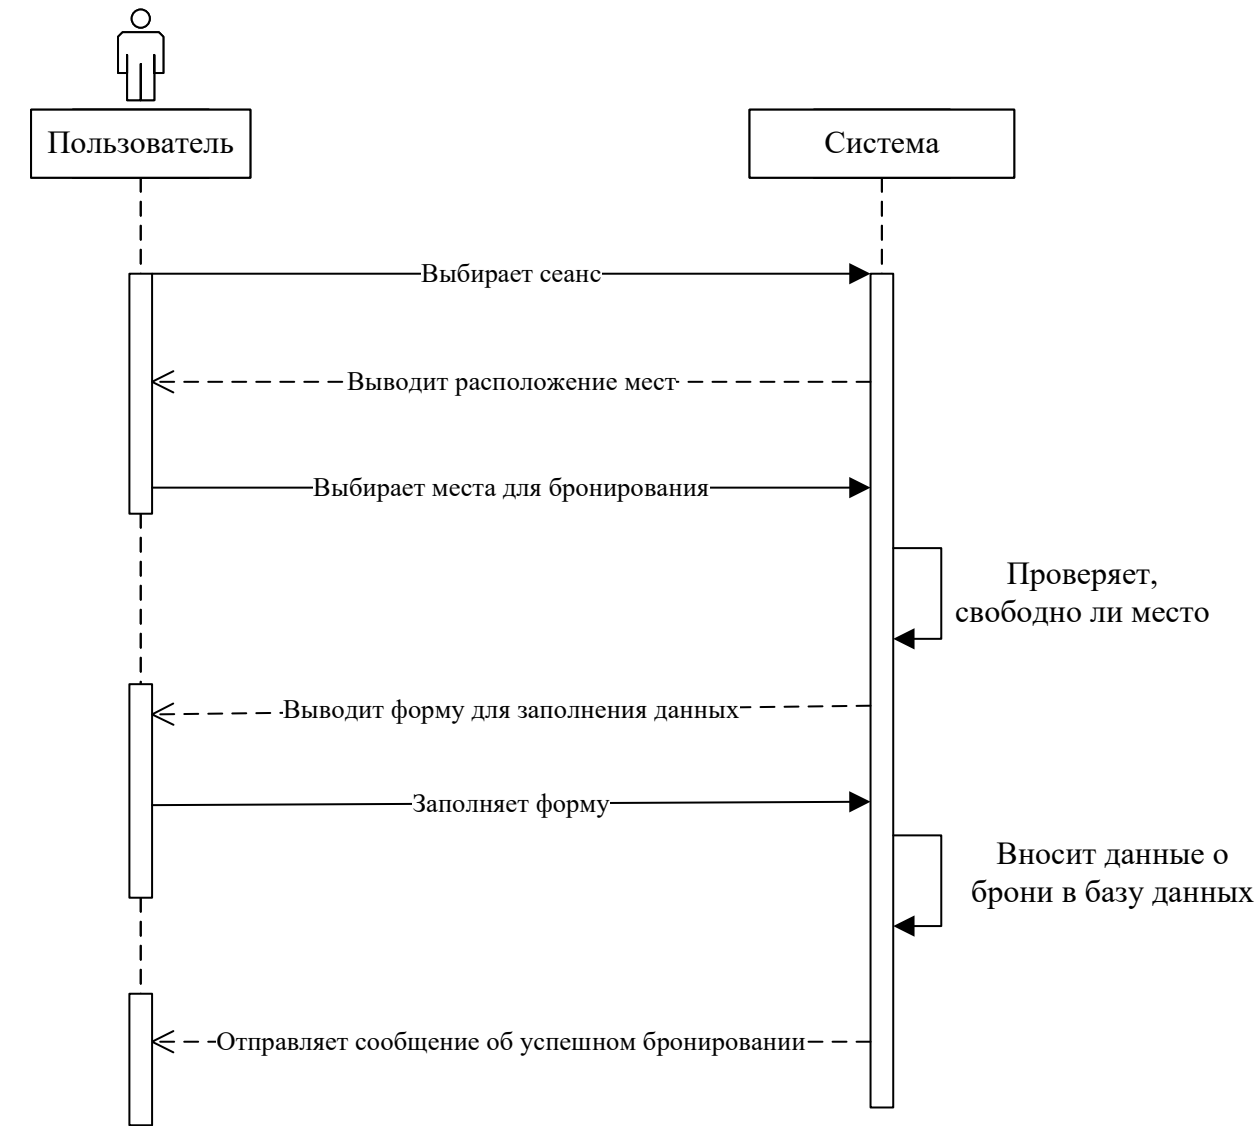 Пользователь
Система
Выбирает сеанс
Выводит расположение мест
Выбирает места для бронирования
Проверяет,
свободно ли место
Выводит форму для заполнения данных
Заполняет форму
Вносит данные о
брони в базу данных
Отправляет сообщение об успешном бронировании